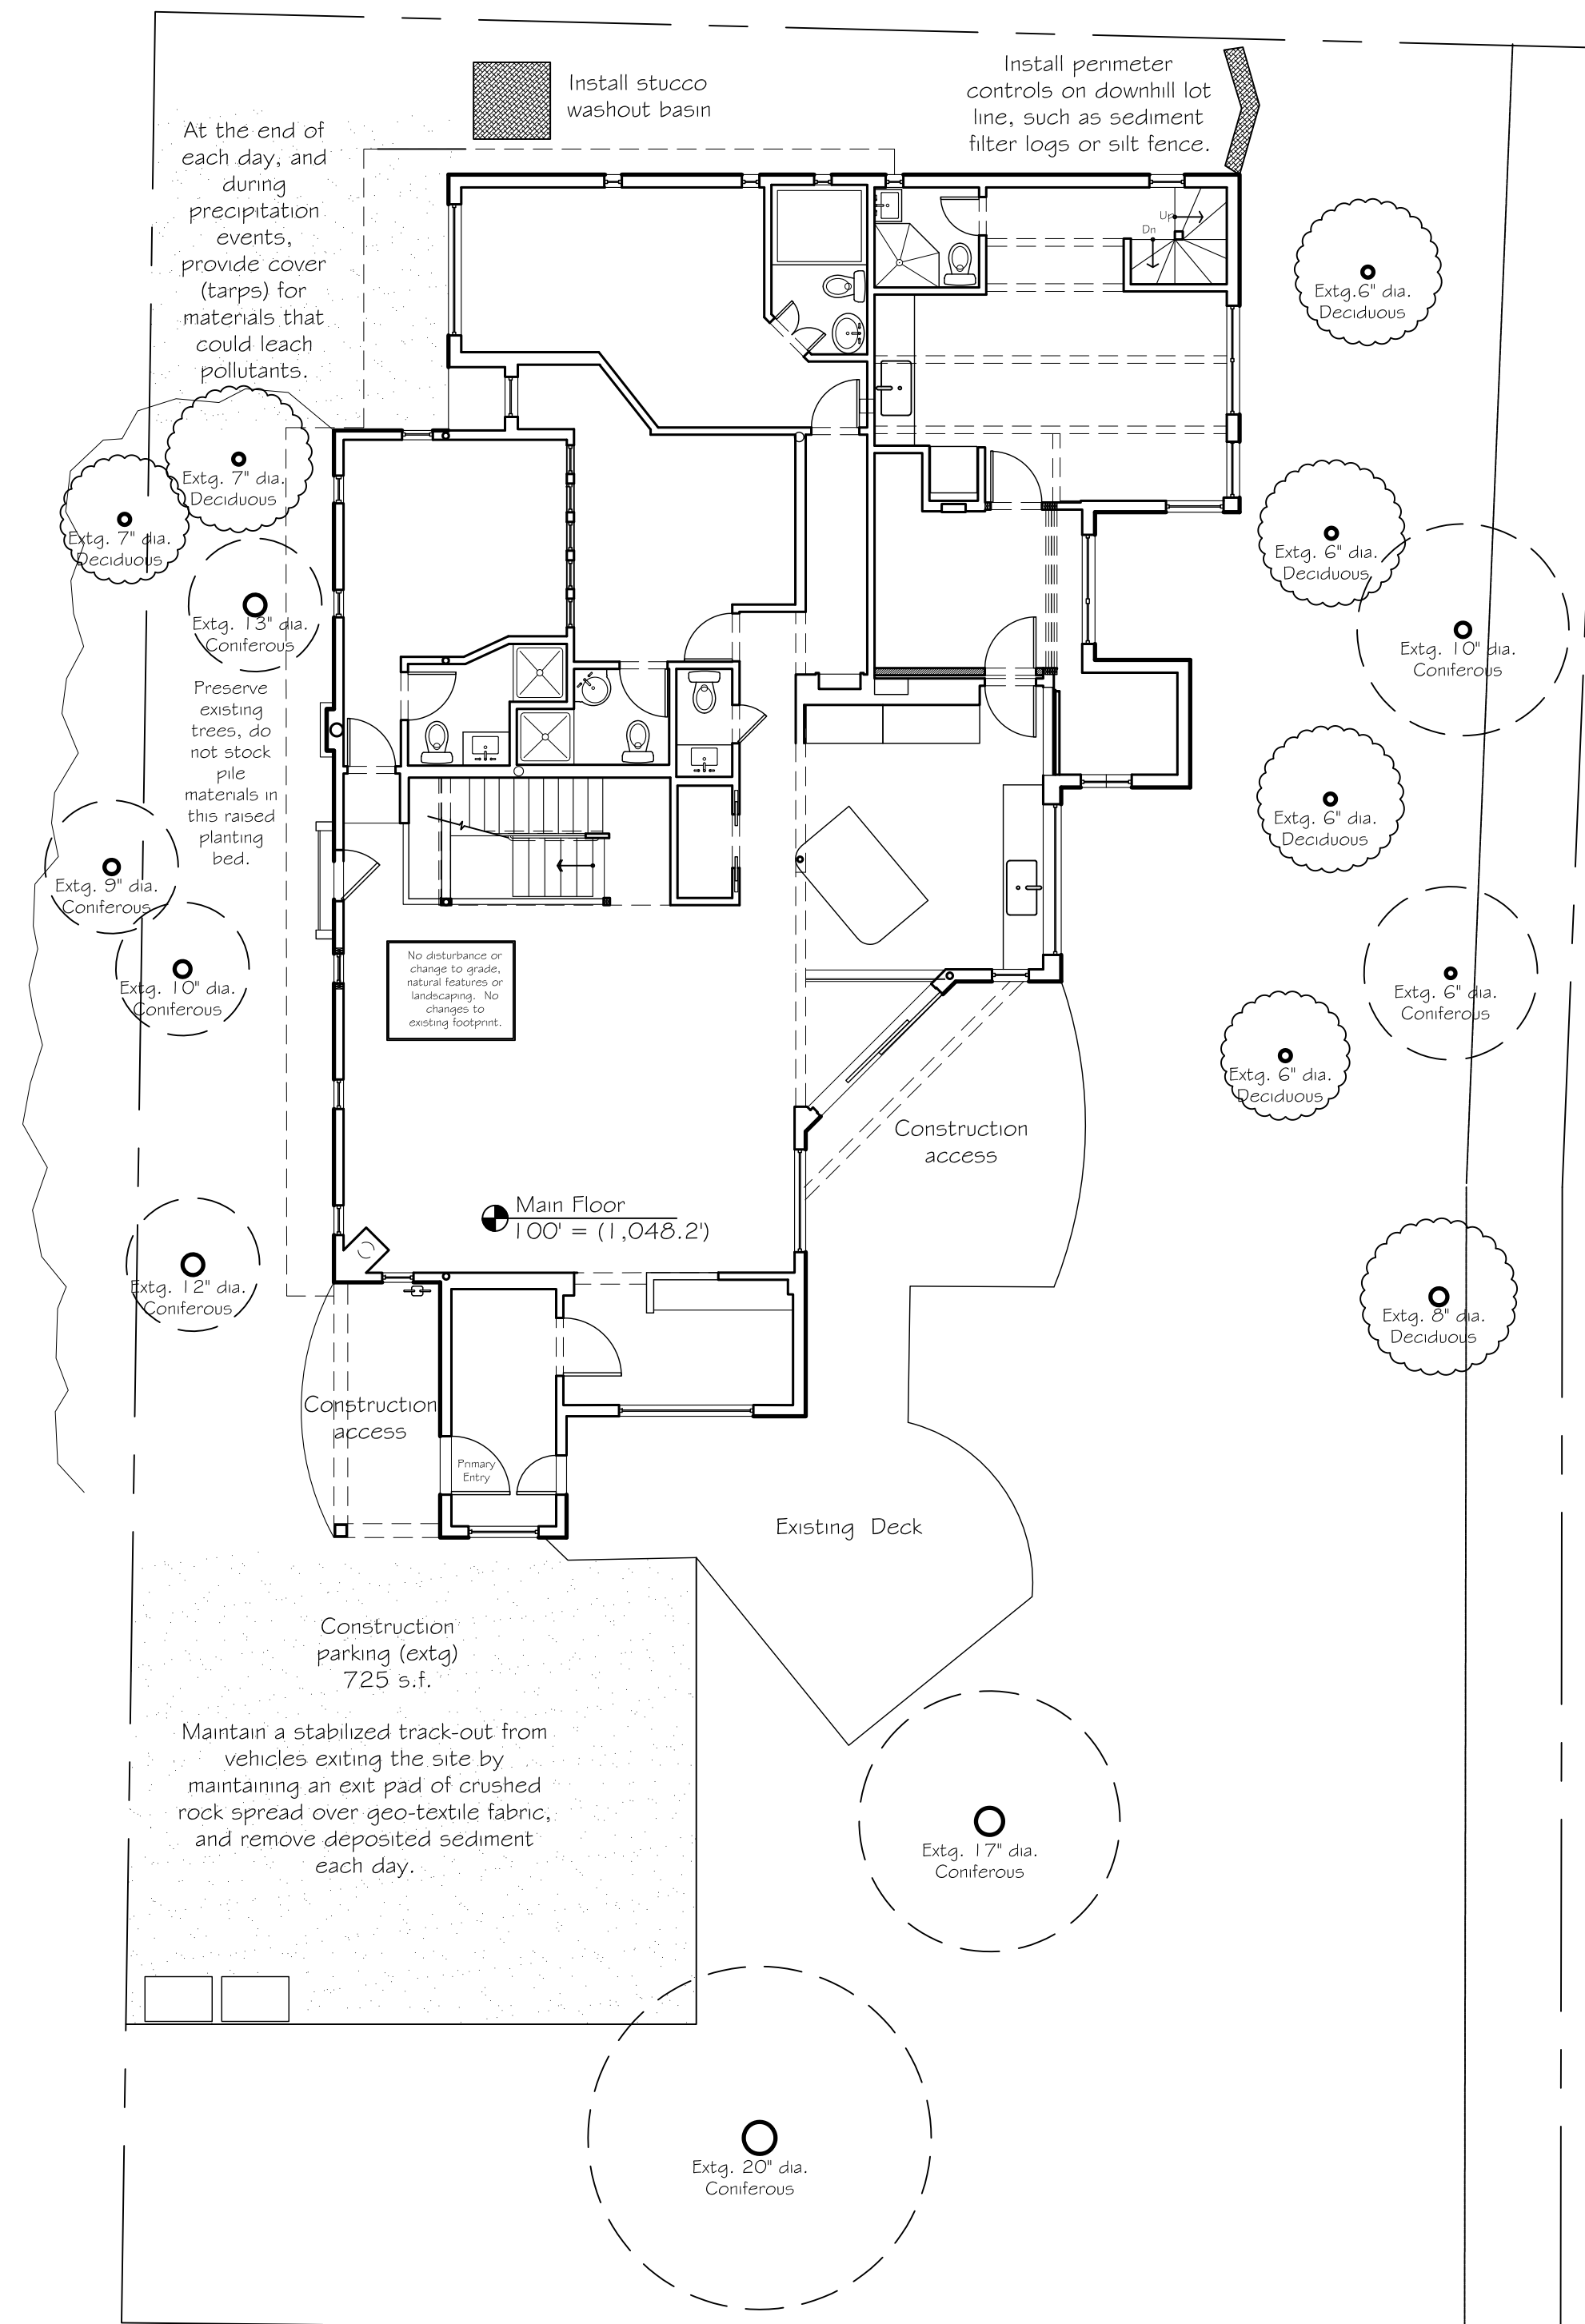 Install stucco
washout basin
Install perimeter
controls on downhill lot
line, such as sediment
filter logs or silt fence.
At the end of
each day, and
during
precipitation
events,
provide cover
(tarps) for
materials that
could leach
pollutants.
Up
Dn
Extg.6" dia.
Deciduous
Extg. 7" dia.
Deciduous
Extg. 7" dia.
Deciduous
Extg. 6" dia.
Deciduous
Extg. 13" dia.
Coniferous
Extg. 10" dia.
Coniferous
Preserve
existing
trees, do
not stock
pile
materials in
this raised
planting
bed.
Extg. 6" dia.
Deciduous
Extg. 9" dia.
Coniferous
Extg. 10" dia.
Coniferous
No disturbance or
change to grade,
natural features or
landscaping. No
changes to
existing footprint.
Extg. 6" dia.
Coniferous
Extg. 6" dia.
Deciduous
Construction
access
Main Floor
100' = (1,048.2')
Extg. 12" dia.
Coniferous
Extg. 8" dia.
Deciduous
Construction
access
Primary
Entry
Existing Deck
Construction
parking (extg)
725 s.f.
Maintain a stabilized track-out from
vehicles exiting the site by
maintaining an exit pad of crushed
rock spread over geo-textile fabric,
and remove deposited sediment
each day.
Extg. 17" dia.
Coniferous
Extg. 20" dia.
Coniferous